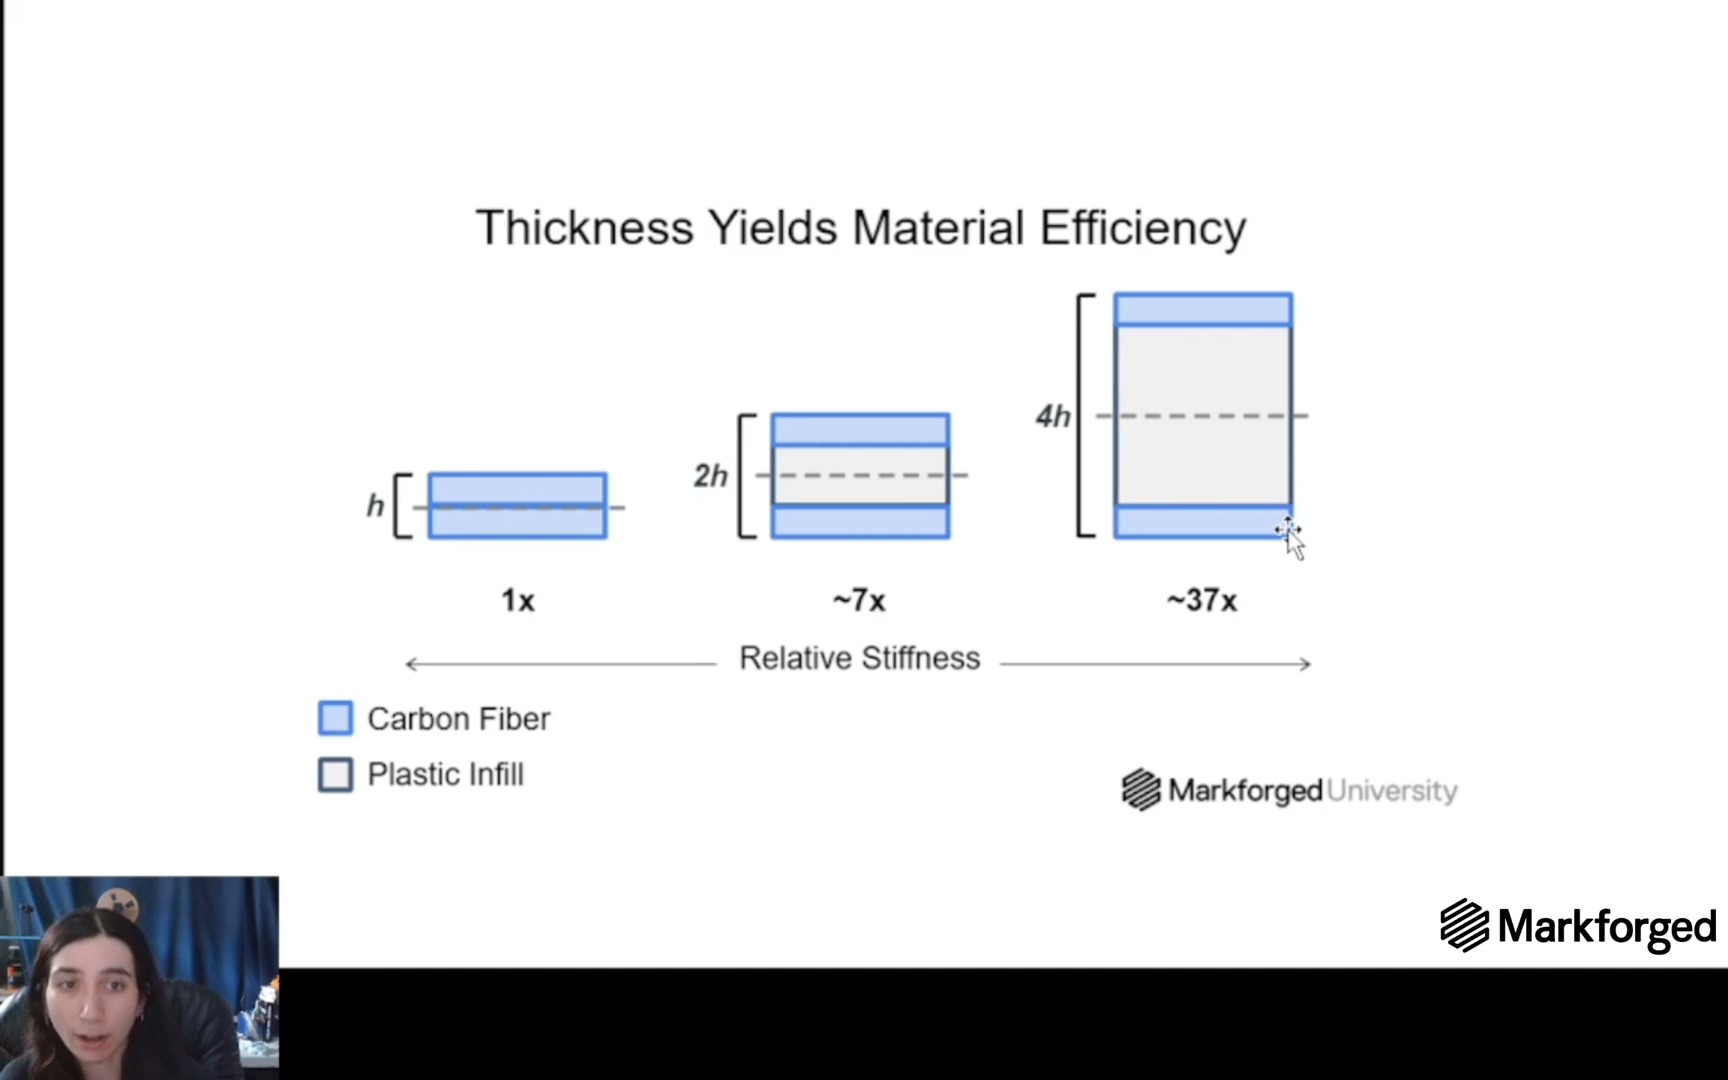 Thickness Yields Material Efficiency
h
2h
4h
1x
~7x
~37x
Relative Stiffness
Carbon Fiber
Plastic Infill
Markforged University
Markforged